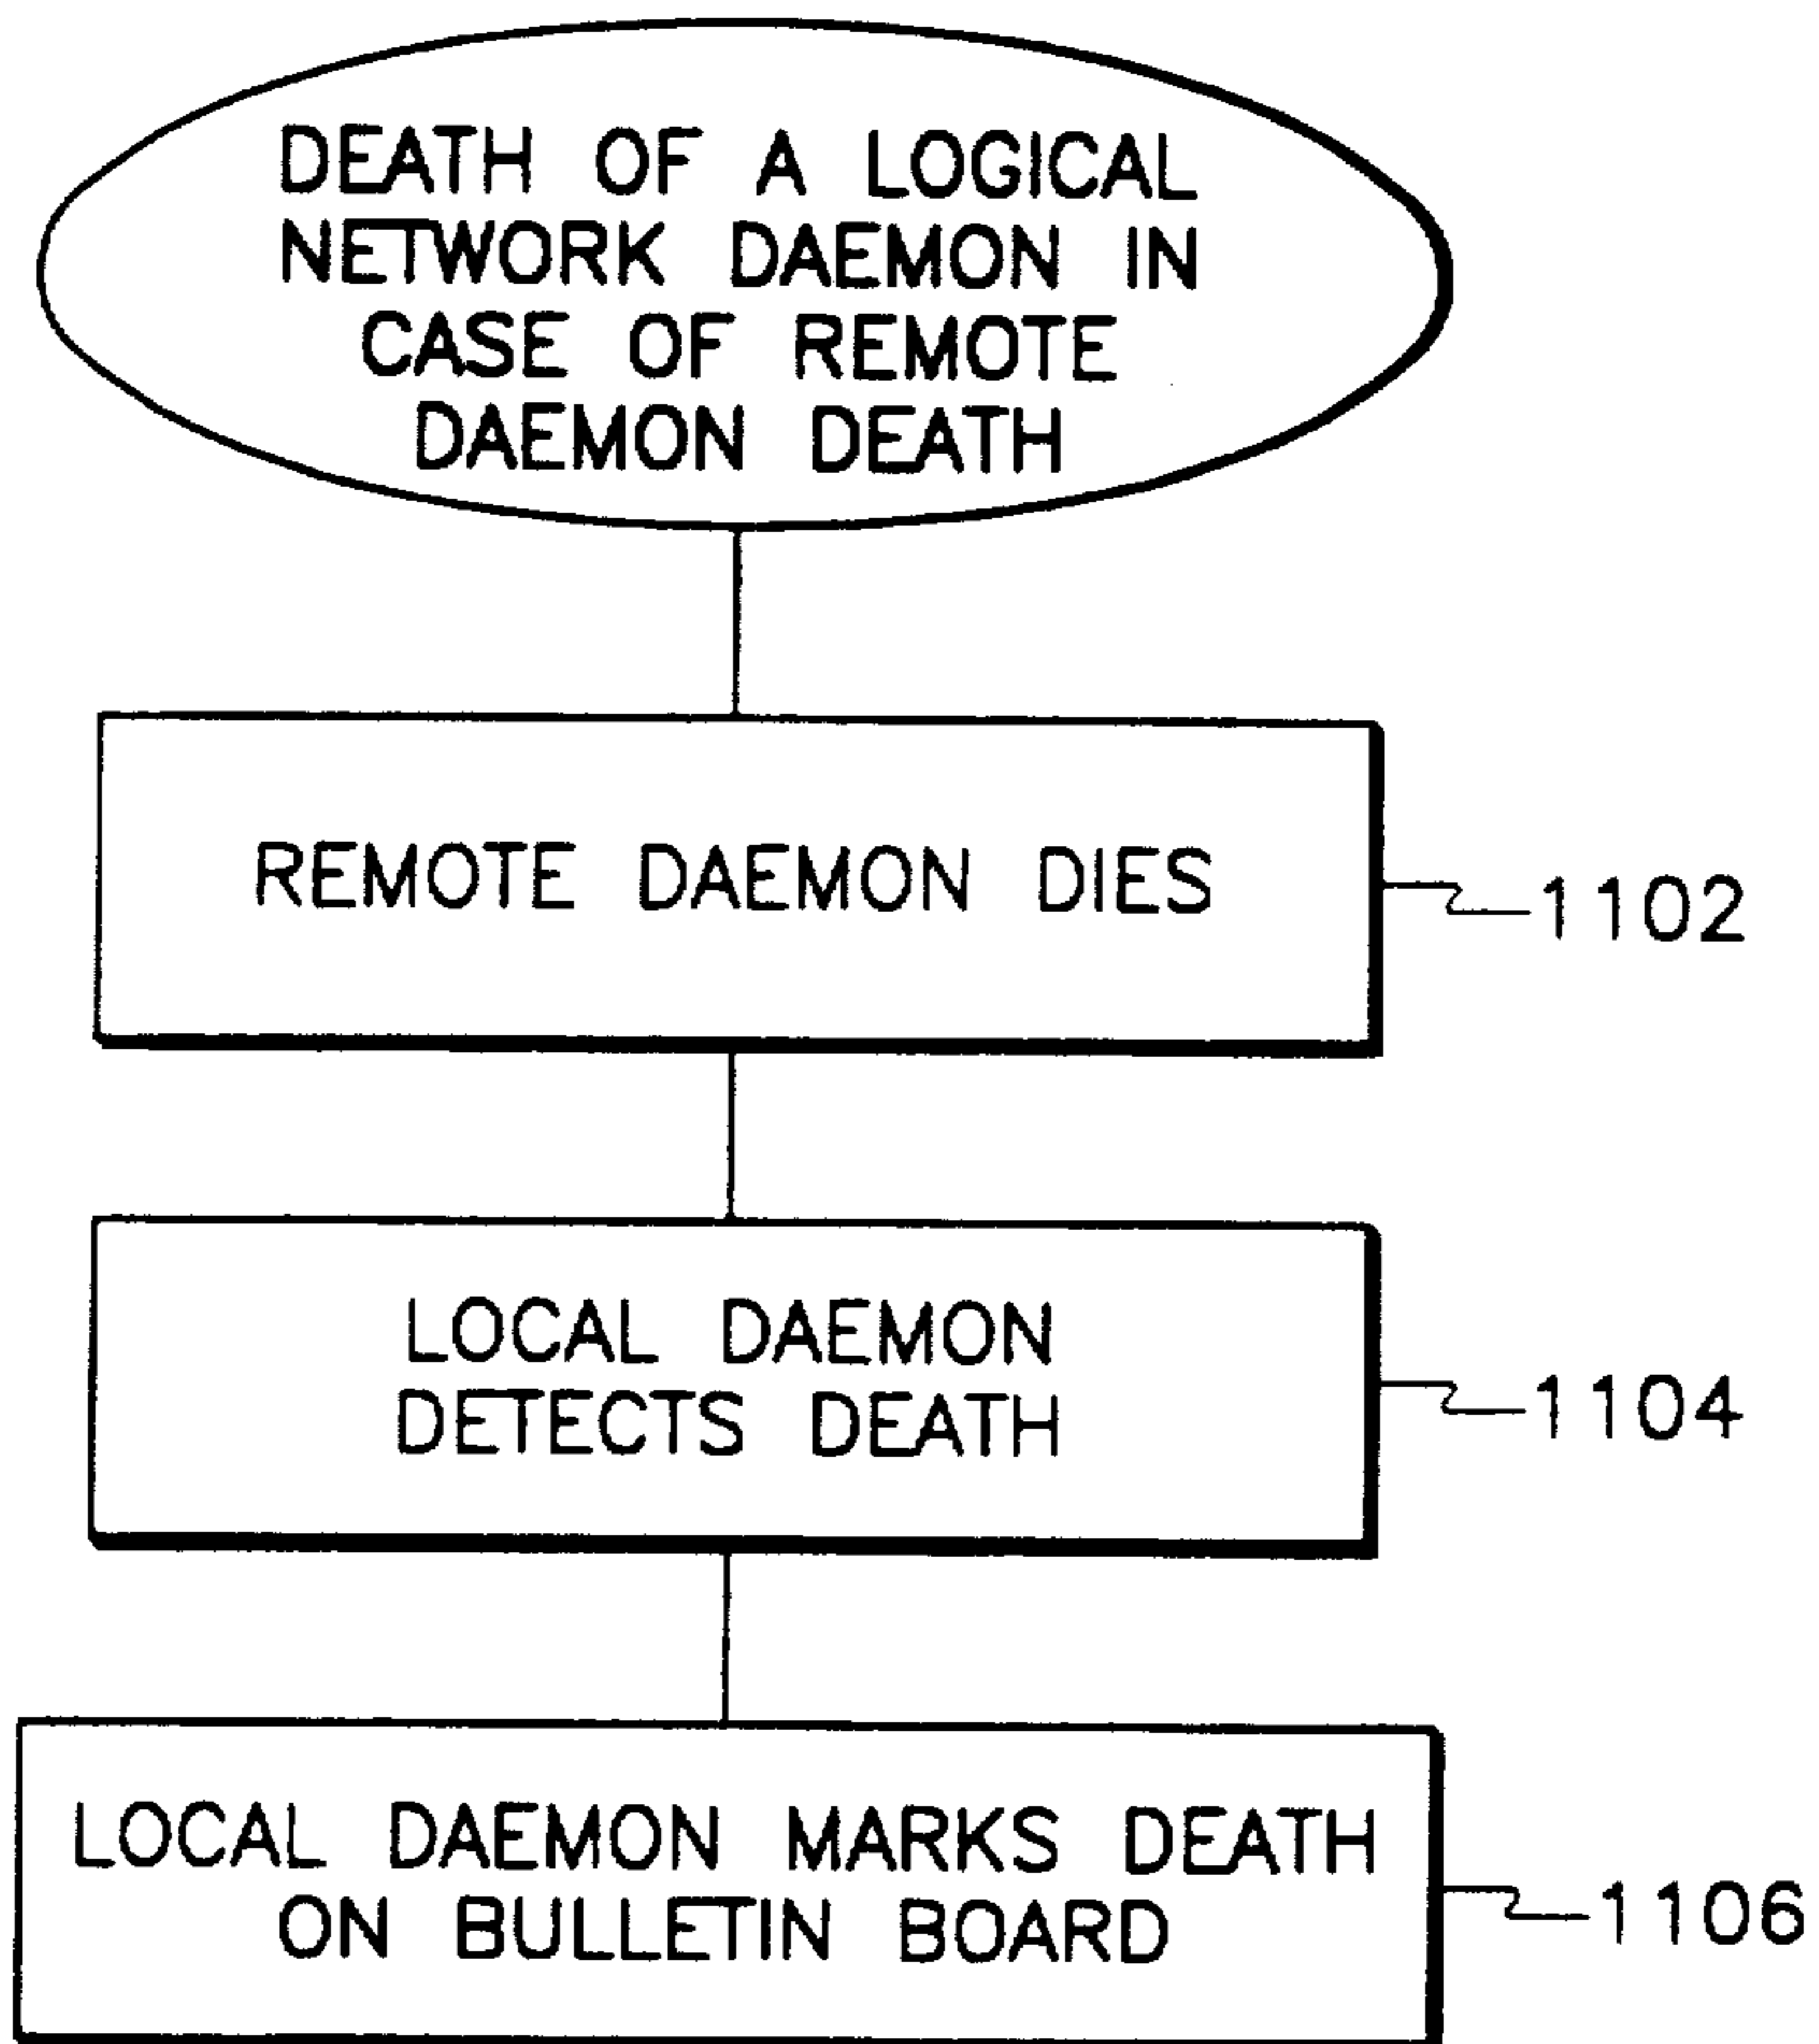 DEATH OF A LOGICAL
NETWORK DAEMON IN
CASE OF REMOTE
DAEMON DEATH
REMOTE DAEMON DIES
1102
LOCAL DAEMON
DETECTS DEATH
1104
LOCAL DAEMON MARKS DEATH
ON BULLETIN BOARD
1106